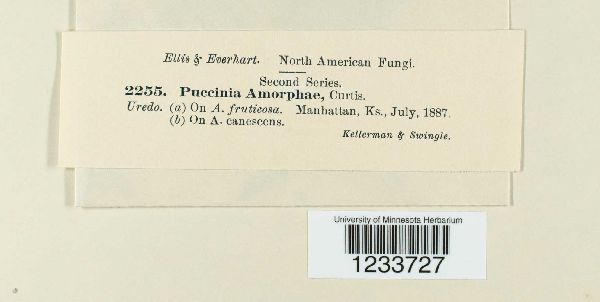 Ellis & Everhart. North American Fungi.
Second Series.
2255. Puccinia Amorphae, Curtis.
Uredo. (a) On A. fruticosa. Manhattan, Ks., July, 1887.
(b) On A. canescens.
Kellerman & Swingle.
University of Minnesota Herbarium
1233727